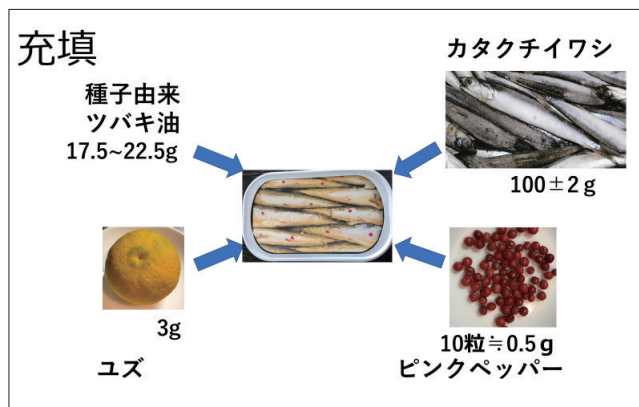 充填
種子由来
ツバキ油
17.5~22.5g
カタクチイワシ
100±2g
3g
ユズ
10粒≒0.5g
ピンクペッパー